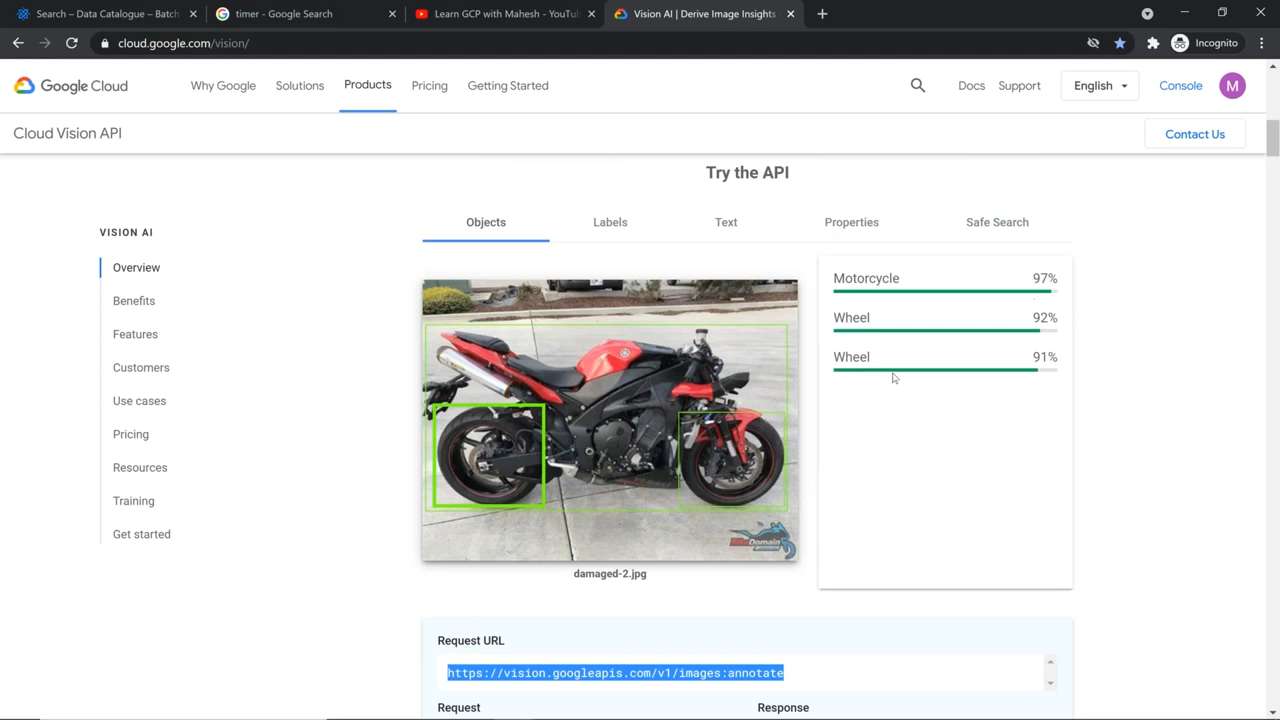 Search - Data Catalogue – Batch
timer - Google Search
Learn GCP with Mahesh - YouTu
Vision AI | Derive Image Insights
cloud.google.com/vision/
Incognito
Google Cloud
Why Google
Solutions
Products
Pricing
Getting Started
Docs
Support
English
Console
M
Cloud Vision API
Contact Us
Try the API
Objects
Labels
Text
Properties
Safe Search
VISION AI
Overview
Benefits
Features
Customers
Use cases
Pricing
Resources
Training
Get started
Motorcycle 97%
Wheel 92%
Wheel 91%
damaged-2.jpg
Request URL
https://vision.googleapis.com/v1/images:annotate
Request
Response